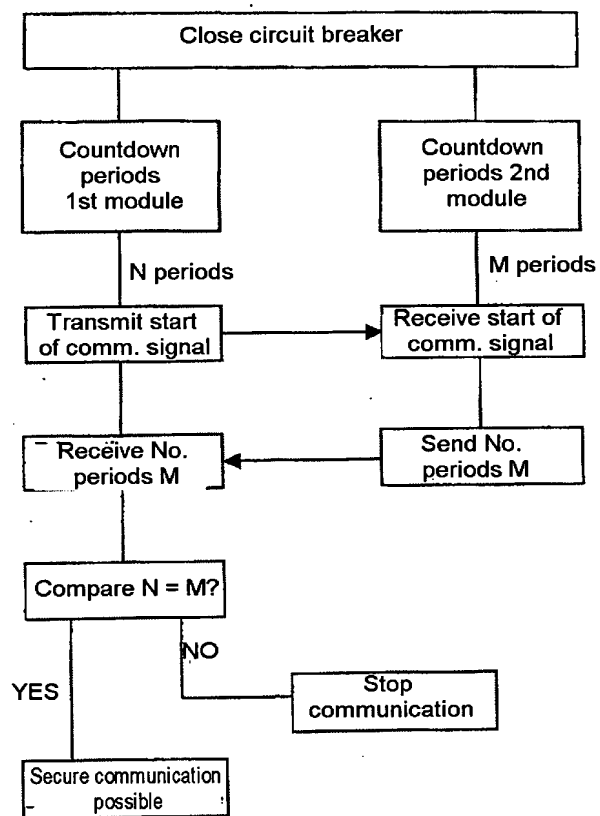 Close circuit breaker
Countdown
periods
1st module
Countdown
periods 2nd
module
N periods
M periods
Transmit start
of comm. signal
Receive start of
comm. signal
Receive No.
periods M
Send No.
periods M
Compare N = M?
NO
YES
Stop
communication
Secure communication
possible